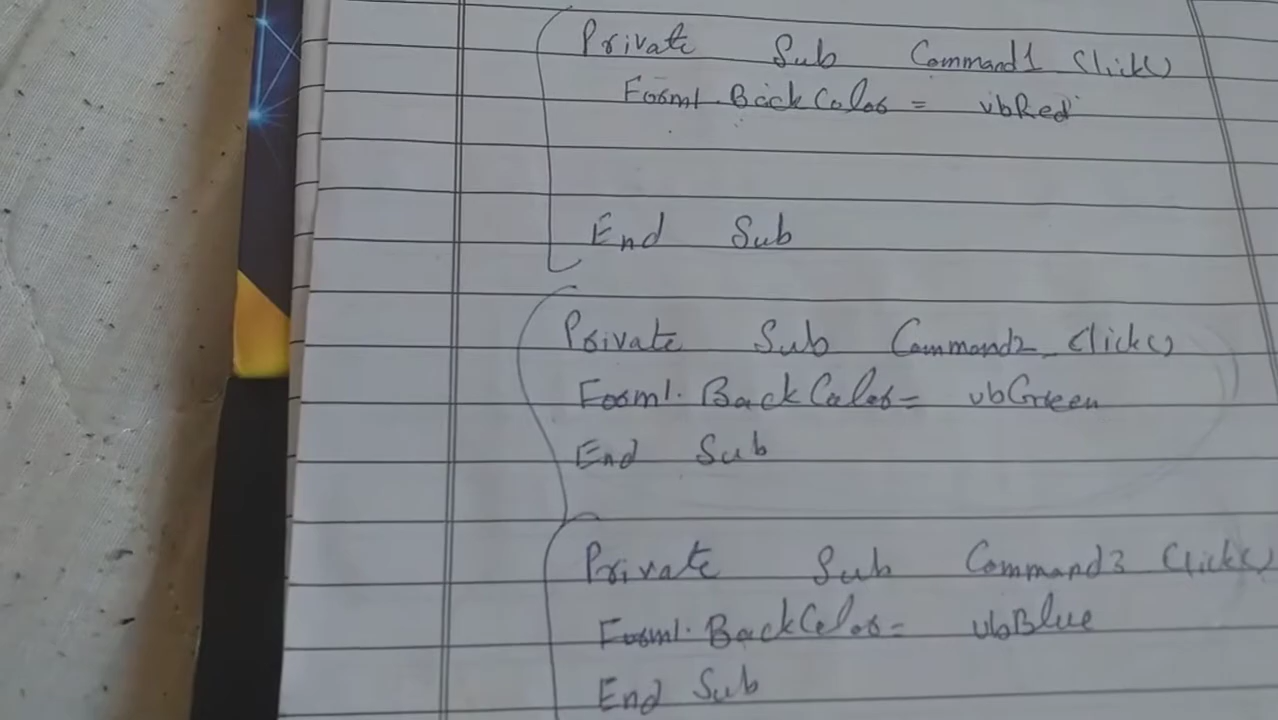 Private Sub Command1 Click()
Form1.BackColor = vbRed
End Sub
Private Sub Command2_Click()
Form1.BackColor = vbGreen
End Sub
Private Sub Command3 Click()
Form1.BackColor = vbBlue
End Sub